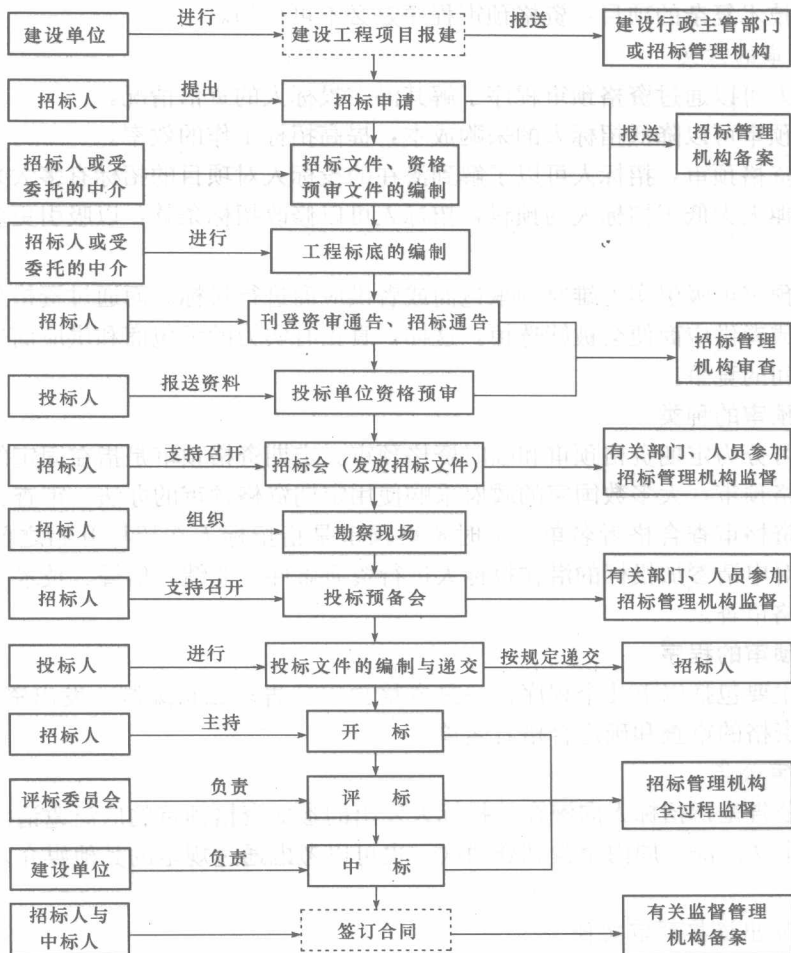 建设单位
进行
建设工程项目报建
报送
建设行政主管部门
或招标管理机构
招标人
提出
招标申请
招标人或受
委托的中介
招标文件、资格
预审文件的编制
报送
招标管理
机构备案
招标人或受
委托的中介
进行
工程标底的编制
招标人
刊登资审通告、招标通告
招标管理
机构审查
投标人
报送资料
投标单位资格预审
招标人
支持召开
招标会（发放招标文件）
有关部门、人员参加
招标管理机构监督
招标人
组织
勘察现场
招标人
支持召开
投标预备会
有关部门、人员参加
招标管理机构监督
投标人
进行
投标文件的编制与递交
按规定递交
招标人
招标人
主持
开 标
评标委员会
负责
评 标
招标管理机构
全过程监督
建设单位
负责
中 标
招标人与
中标人
签订合同
有关监督管理
机构备案